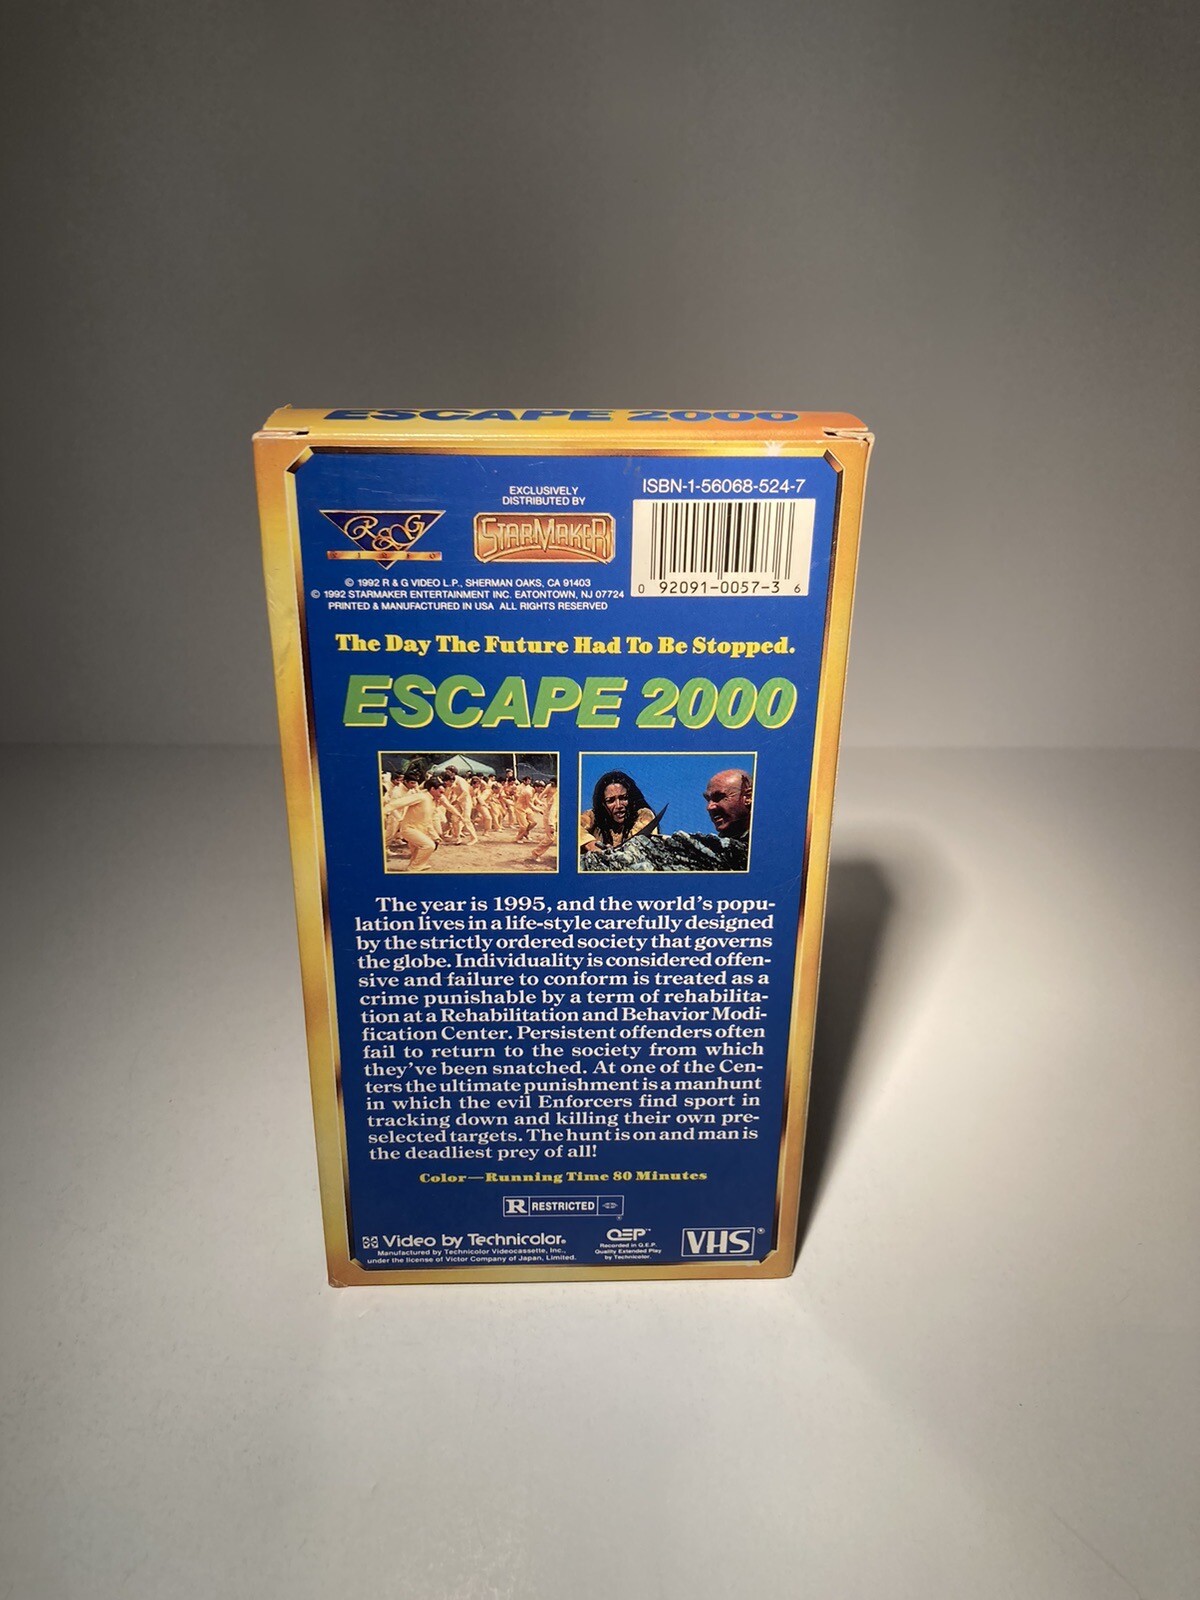 ESCAPE 2000
EXCLUSIVELY
DISTRIBUTED BY
R&G
VIDEO
STARMAKER
ISBN-1-56068-524-7
0 92091-0057-3 6
© 1992 R & G VIDEO L.P., SHERMAN OAKS, CA 91403
© 1992 STARMAKER ENTERTAINMENT INC. EATONTOWN, NJ 07724
PRINTED & MANUFACTURED IN USA ALL RIGHTS RESERVED
The Day The Future Had To Be Stopped.
ESCAPE 2000
The year is 1995, and the world's popu-
lation lives in a life-style carefully designed
by the strictly ordered society that governs
the globe. Individuality is considered offen-
sive and failure to conform is treated as a
crime punishable by a term of rehabilita-
tion at a Rehabilitation and Behavior Modi-
fication Center. Persistent offenders often
fail to return to the society from which
they've been snatched. At one of the Cen-
ters the ultimate punishment is a manhunt
in which the evil Enforcers find sport in
tracking down and killing their own pre-
selected targets. The hunt is on and man is
the deadliest prey of all!
Color—Running Time 80 Minutes
R RESTRICTED
®
Video by Technicolor®
Manufactured by Technicolor Videocassette, Inc.,
under the license of Victor Company of Japan, Limited.
QEP™
Recorded in Q.E.P.
Quality Extended Play
by Technicolor.
VHS®